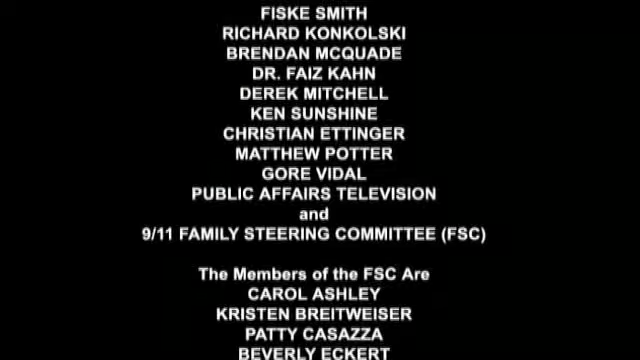 FISKE SMITH
RICHARD KONKOLSKI
BRENDAN MCQUADE
DR. FAIZ KAHN
DEREK MITCHELL
KEN SUNSHINE
CHRISTIAN ETTINGER
MATTHEW POTTER
GORE VIDAL
PUBLIC AFFAIRS TELEVISION
and
9/11 FAMILY STEERING COMMITTEE (FSC)
The Members of the FSC Are
CAROL ASHLEY
KRISTEN BREITWEISER
PATTY CASAZZA
BEVERLY ECKERT